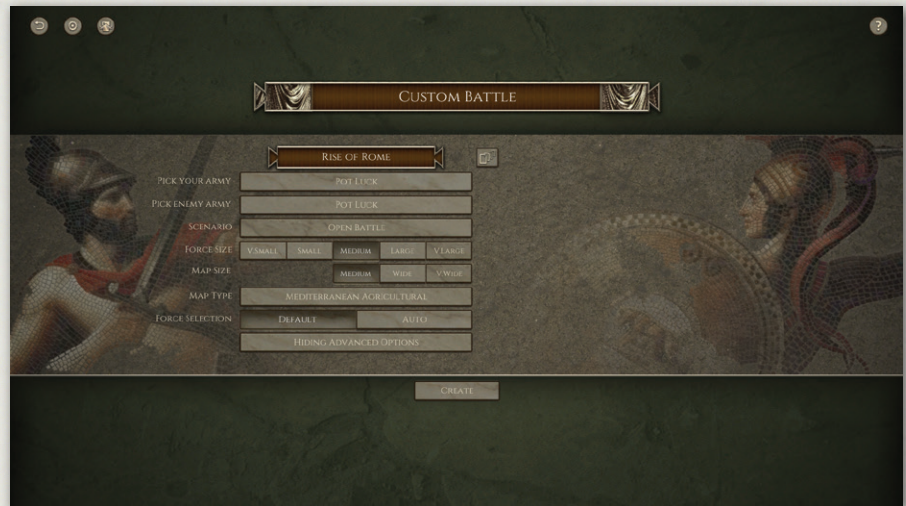 ?
CUSTOM BATTLE
RISE OF ROME
PICK YOUR ARMY POT LUCK
PICK ENEMY ARMY POT LUCK
SCENARIO OPEN BATTLE
FORCE SIZE V.SMALL SMALL MEDIUM LARGE V.LARGE
MAP SIZE MEDIUM WIDE V.WIDE
MAP TYPE MEDITERRANEAN AGRICULTURAL
FORCE SELECTION DEFAULT AUTO
HIDING ADVANCED OPTIONS
CREATE